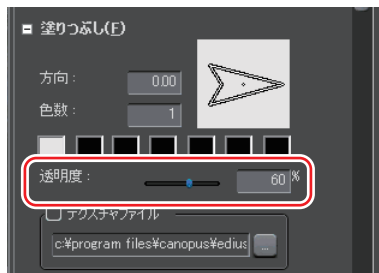 塗りつぶし(F)
方向: 0.00
色数: 1
透明度: 60 %
テクスチャファイル
c:¥program files¥canopus¥edius ...